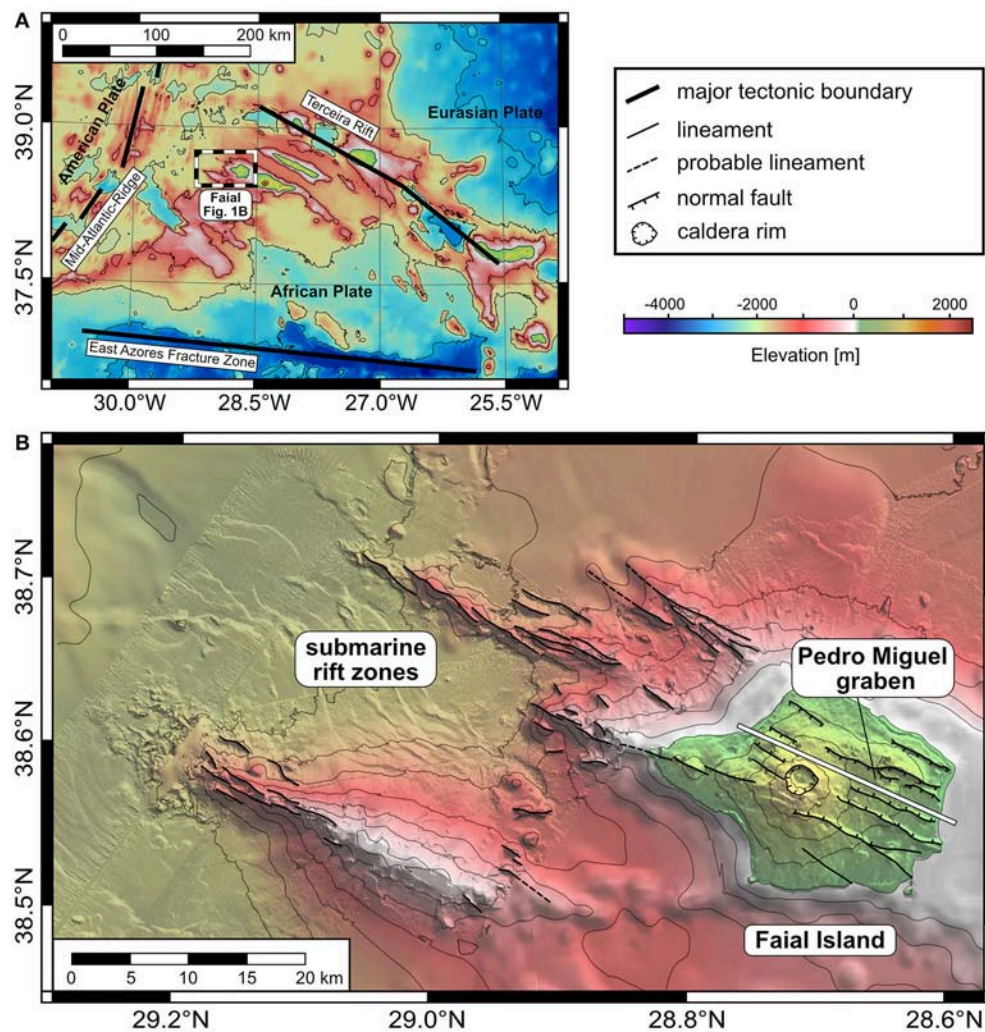 A
0 100 200 km
39.0°N
37.5°N
American Plate
Mid-Atlantic-Ridge
Terceira Rift
Eurasian Plate
Faial
Fig. 1B
African Plate
East Azores Fracture Zone
30.0°W 28.5°W 27.0°W 25.5°W
major tectonic boundary
lineament
probable lineament
normal fault
caldera rim
-4000 -2000 0 2000
Elevation [m]
B
38.7°N
38.6°N
38.5°N
submarine
rift zones
Pedro Miguel
graben
Faial Island
0 5 10 15 20 km
29.2°W 29.0°W 28.8°W 28.6°W